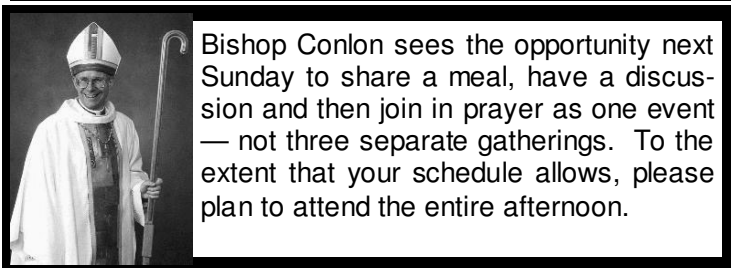 Bishop Conlon sees the opportunity next
Sunday to share a meal, have a discus-
sion and then join in prayer as one event
— not three separate gatherings.  To the
extent that your schedule allows, please
plan to attend the entire afternoon.